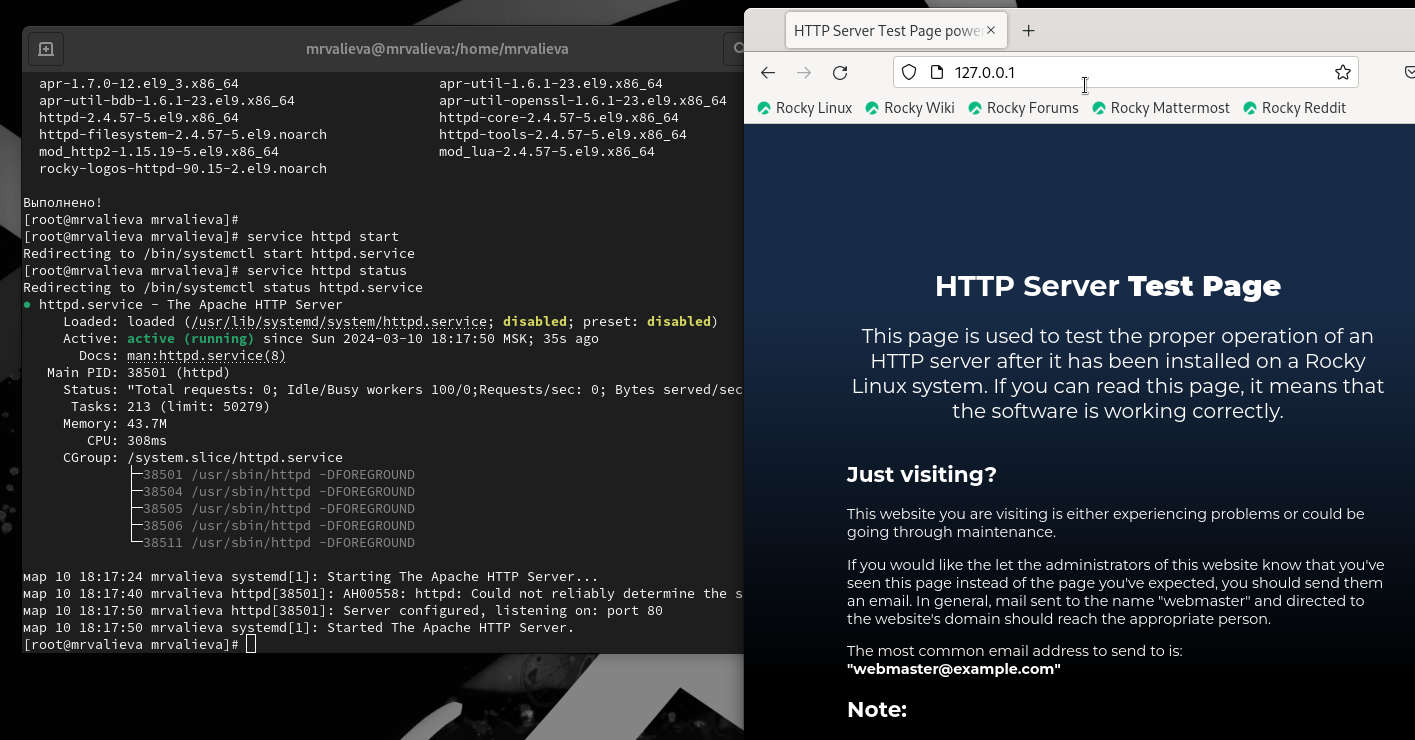 mrvalieva@mrvalieva:/home/mrvalieva
apr-1.7.0-12.el9_3.x86_64 apr-util-1.6.1-23.el9.x86_64
apr-util-bdb-1.6.1-23.el9.x86_64 apr-util-openssl-1.6.1-23.el9.x86_64
httpd-2.4.57-5.el9.x86_64 httpd-core-2.4.57-5.el9.x86_64
httpd-filesystem-2.4.57-5.el9.noarch httpd-tools-2.4.57-5.el9.x86_64
mod_http2-1.15.19-5.el9.x86_64 mod_lua-2.4.57-5.el9.x86_64
rocky-logos-httpd-90.15-2.el9.noarch
Выполнено!
[root@mrvalieva mrvalieva]#
[root@mrvalieva mrvalieva]# service httpd start
Redirecting to /bin/systemctl start httpd.service
[root@mrvalieva mrvalieva]# service httpd status
Redirecting to /bin/systemctl status httpd.service
● httpd.service - The Apache HTTP Server
Loaded: loaded (/usr/lib/systemd/system/httpd.service; disabled; preset: disabled)
Active: active (running) since Sun 2024-03-10 18:17:50 MSK; 35s ago
Docs: man:httpd.service(8)
Main PID: 38501 (httpd)
Status: "Total requests: 0; Idle/Busy workers 100/0;Requests/sec: 0; Bytes served/sec
Tasks: 213 (limit: 50279)
Memory: 43.7M
CPU: 308ms
CGroup: /system.slice/httpd.service
├─38501 /usr/sbin/httpd -DFOREGROUND
├─38504 /usr/sbin/httpd -DFOREGROUND
├─38505 /usr/sbin/httpd -DFOREGROUND
├─38506 /usr/sbin/httpd -DFOREGROUND
└─38511 /usr/sbin/httpd -DFOREGROUND
мар 10 18:17:24 mrvalieva systemd[1]: Starting The Apache HTTP Server...
мар 10 18:17:40 mrvalieva httpd[38501]: AH00558: httpd: Could not reliably determine the s
мар 10 18:17:50 mrvalieva httpd[38501]: Server configured, listening on: port 80
мар 10 18:17:50 mrvalieva systemd[1]: Started The Apache HTTP Server.
[root@mrvalieva mrvalieva]#
HTTP Server Test Page powe
127.0.0.1
Rocky Linux Rocky Wiki Rocky Forums Rocky Mattermost Rocky Reddit
HTTP Server Test Page
This page is used to test the proper operation of an
HTTP server after it has been installed on a Rocky
Linux system. If you can read this page, it means that
the software is working correctly.
Just visiting?
This website you are visiting is either experiencing problems or could be
going through maintenance.
If you would like the let the administrators of this website know that you've
seen this page instead of the page you've expected, you should send them
an email. In general, mail sent to the name "webmaster" and directed to
the website's domain should reach the appropriate person.
The most common email address to send to is:
"webmaster@example.com"
Note: